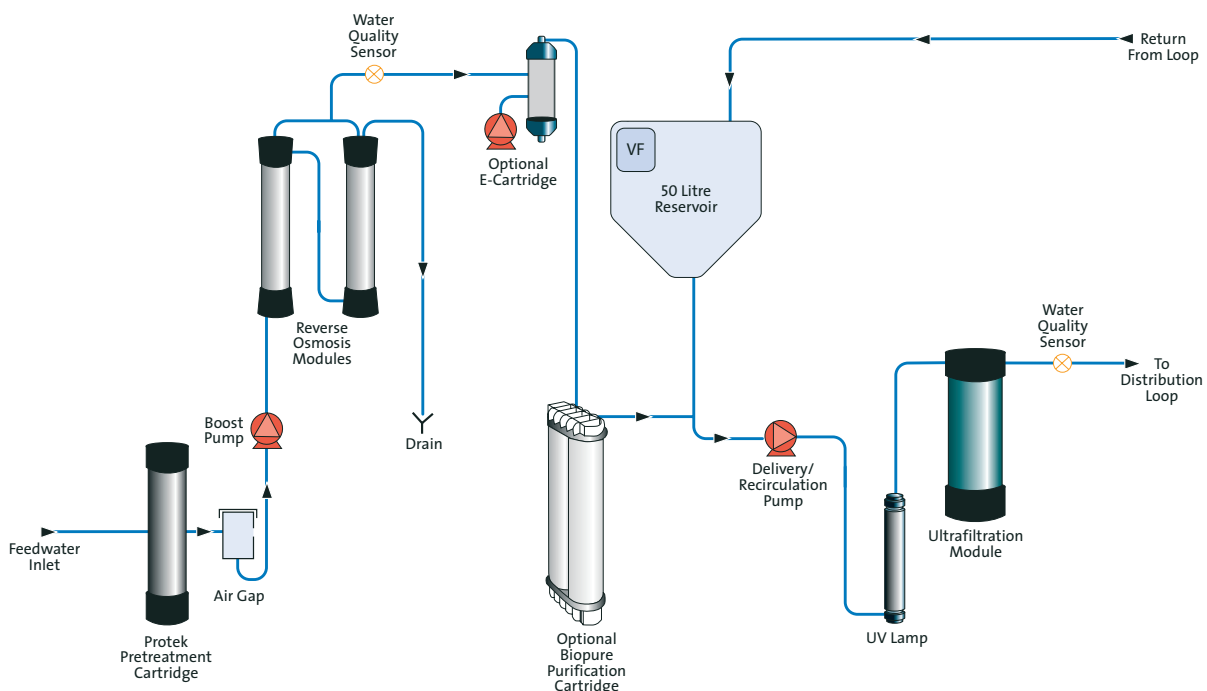 Water
Quality
Sensor
Return
From Loop
Optional
E-Cartridge
VF
50 Litre
Reservoir
Reverse
Osmosis
Modules
Water
Quality
Sensor
To
Distribution
Loop
Boost
Pump
Drain
Delivery/
Recirculation
Pump
Feedwater
Inlet
Air Gap
Ultrafiltration
Module
Protek
Pretreatment
Cartridge
Optional
Biopure
Purification
Cartridge
UV Lamp